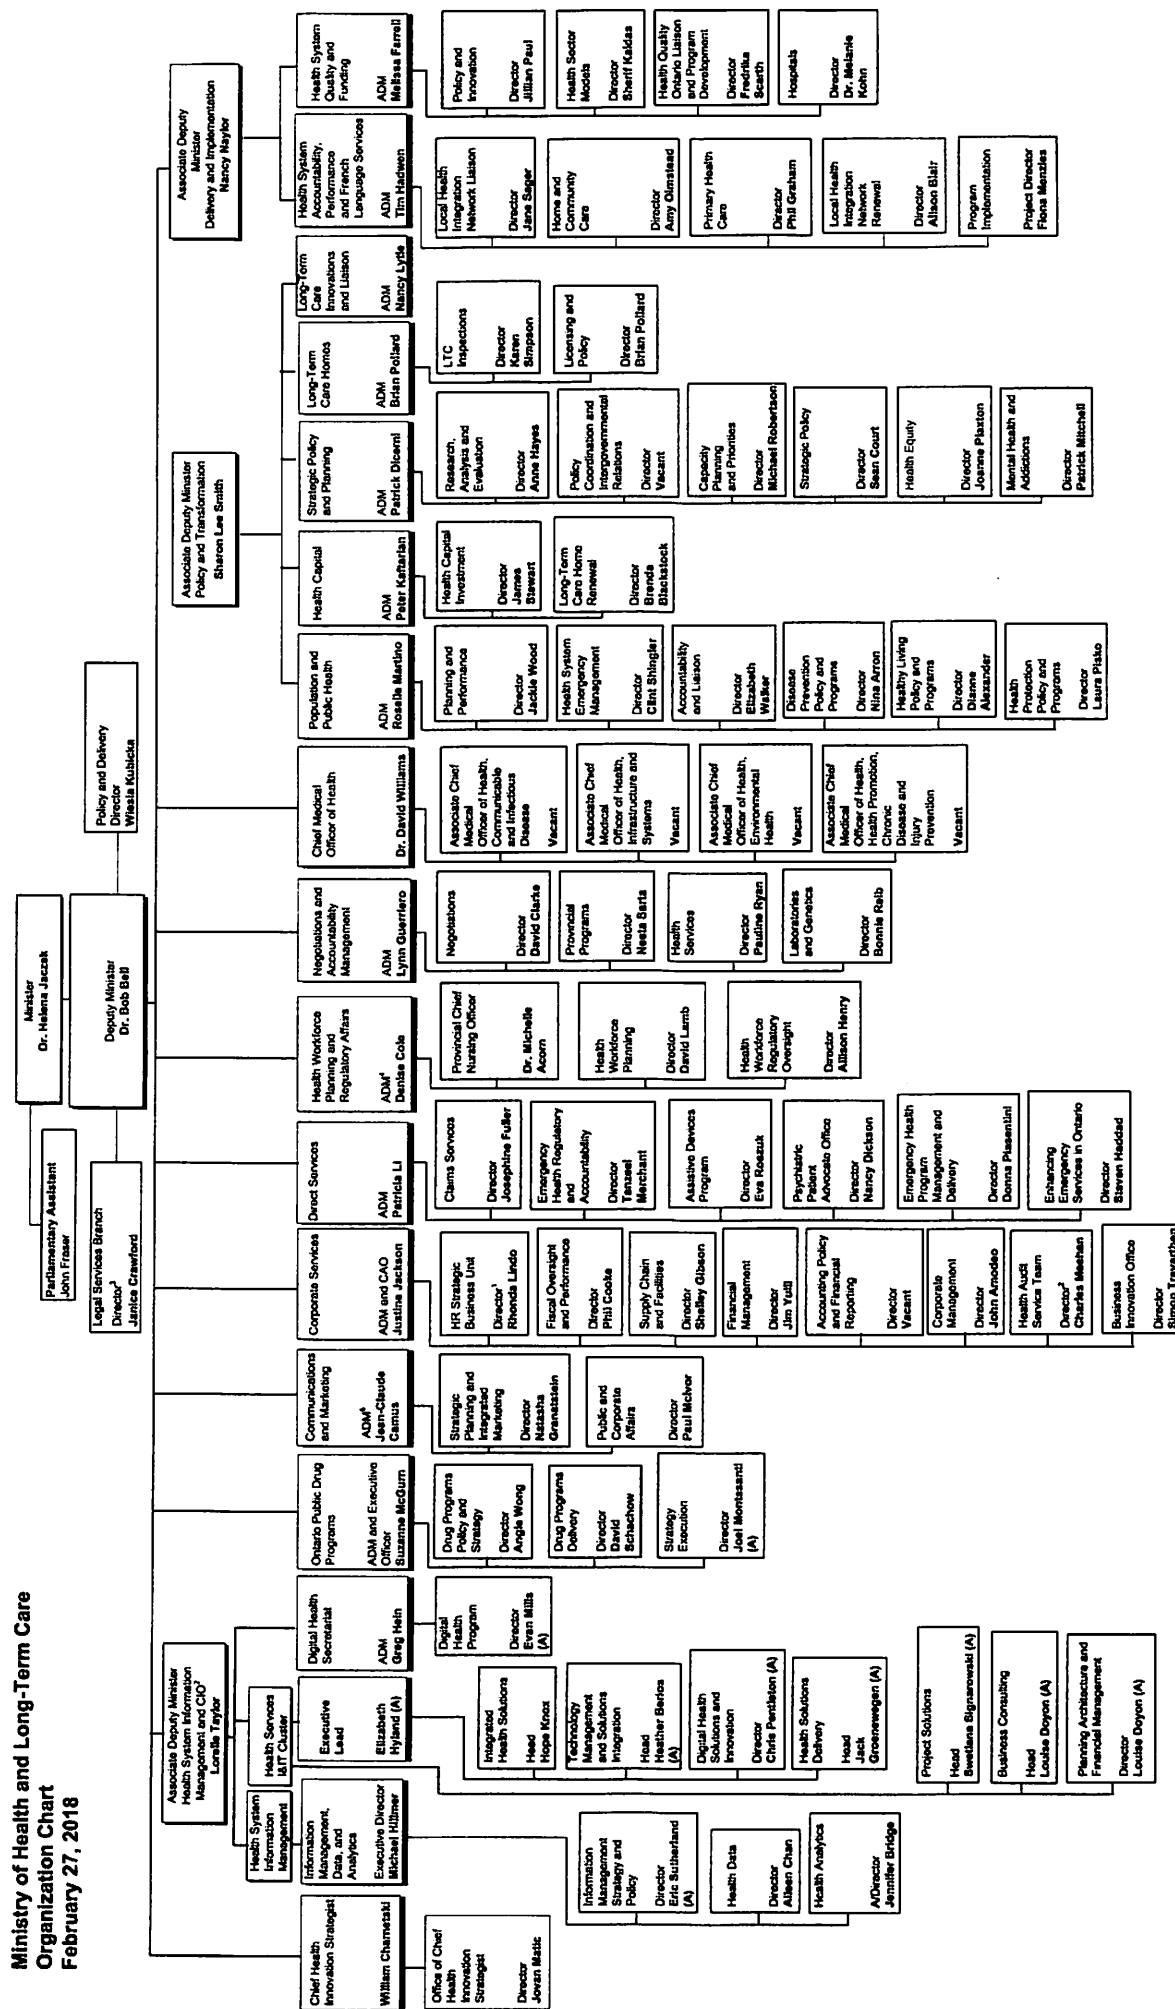 Ministry of Health and Long-Term Care
Organization Chart
February 27, 2018
Minister
Dr. Helena Jaczek
Parliamentary Assistant
John Fraser
Deputy Minister
Dr. Bob Bell
Legal Services Branch
Director³
Janice Crawford
Policy and Delivery
Director
Wiesia Kubicka
Chief Health
Innovation Strategist
William Charnetski
Office of Chief
Health
Innovation
Strategist
Director
Jovan Matic
Associate Deputy Minister
Health System Information
Management and CIO⁷
Lorelle Taylor
Health System
Information
Management
Information
Management,
Data, and
Analytics
Executive Director
Michael Hillmer
Information
Management
Strategy and
Policy
Director
Eric Sutherland
(A)
Health Data
Director
Aileen Chan
Health Analytics
A/Director
Jennifer Bridge
Health Services
I&IT Cluster
Executive
Lead
Elizabeth
Hyland (A)
Integrated
Health Solutions
Head
Hope Knox
Technology
Management
and Solutions
Integration
Head
Heather Berios
(A)
Digital Health
Solutions and
Innovation
Director
Chris Pentleton (A)
Health Solutions
Delivery
Head
Jack
Groenewegen (A)
Project Solutions
Head
Swetlana Bignarowski (A)
Business Consulting
Head
Louise Doyon (A)
Planning Architecture and
Financial Management
Director
Louise Doyon (A)
Digital Health
Secretariat
ADM
Greg Hein
Digital
Health
Program
Director
Evan Mills
(A)
Ontario Public Drug
Programs
ADM and Executive
Officer
Suzanne McGurn
Drug Programs
Policy and
Strategy
Director
Angie Wong
Drug Programs
Delivery
Director
David
Schachow
Strategy
Execution
Director
Joel Montesanti
(A)
Communications
and Marketing
ADM⁶
Jean-Claude
Camus
Strategic
Planning and
Integrated
Marketing
Director
Natasha
Granatstein
Public and
Corporate
Affairs
Director
Paul McIvor
Corporate Services
ADM and CAO
Justine Jackson
HR Strategic
Business Unit
Director¹
Rhonda Lindo
Fiscal Oversight
and Performance
Director
Phil Cooke
Supply Chain
and Facilities
Director
Shelley Gibson
Financial
Management
Director
Jim Yuill
Accounting Policy
and Financial
Reporting
Director
Vacant
Corporate
Management
Director
John Amodeo
Health Audit
Service Team
Director²
Charles Meehan
Business
Innovation Office
Director
Simon Trevarthen
Direct Services
ADM
Patricia Li
Claims Services
Director
Josephine Fuller
Emergency
Health Regulatory
and
Accountability
Director
Tanzeel
Merchant
Assistive Devices
Program
Director
Eva Roszuk
Psychiatric
Patient
Advocate Office
Director
Nancy Dickson
Emergency Health
Program
Management and
Delivery
Director
Donna Piasentini
Enhancing
Emergency
Services in Ontario
Director
Steven Haddad
Health Workforce
Planning and
Regulatory Affairs
ADM⁴
Denise Cole
Provincial Chief
Nursing Officer
Dr. Michelle
Acorn
Health
Workforce
Planning
Director
David Lamb
Health
Workforce
Regulatory
Oversight
Director
Allison Henry
Negotiations and
Accountability
Management
ADM
Lynn Guerriero
Negotiations
Director
David Clarke
Provincial
Programs
Director
Neeta Sarta
Health
Services
Director
Pauline Ryan
Laboratories
and Genetics
Director
Bonnie Reib
Chief Medical
Officer of Health
Dr. David Williams
Associate Chief
Medical
Officer of Health,
Communicable
and Infectious
Disease
Vacant
Associate Chief
Medical
Officer of Health,
Infrastructure and
Systems
Vacant
Associate Chief
Medical
Officer of Health,
Environmental
Health
Vacant
Associate Chief
Medical
Officer of Health,
Health Promotion,
Chronic
Disease and
Injury
Prevention
Vacant
Associate Deputy Minister
Policy and Transformation
Sharon Lee Smith
Population and
Public Health
ADM
Roselle Martino
Planning and
Performance
Director
Jackie Wood
Health System
Emergency
Management
Director
Clint Shingler
Accountability
and Liaison
Director
Elizabeth
Walker
Disease
Prevention
Policy and
Programs
Director
Nina Arron
Healthy Living
Policy and
Programs
Director
Dianne
Alexander
Health
Protection
Policy and
Programs
Director
Laura Pisko
Health Capital
ADM
Peter Kaftarian
Health Capital
Investment
Director
James
Stewart
Long-Term
Care Home
Renewal
Director
Brenda
Blackstock
Strategic Policy
and Planning
ADM
Patrick Dicerni
Research,
Analysis and
Evaluation
Director
Anne Hayes
Policy
Coordination and
Intergovernmental
Relations
Director
Vacant
Capacity
Planning
and Priorities
Director
Michael Robertson
Strategic Policy
Director
Sean Court
Health Equity
Director
Joanne Plaxton
Mental Health and
Addictions
Director
Patrick Mitchell
Long-Term
Care Homes
ADM
Brian Pollard
LTC
Inspections
Director
Karen
Simpson
Licensing and
Policy
Director
Brian Pollard
Long-Term
Care
Innovations
and Liaison
ADM
Nancy Lytle
Associate Deputy
Minister
Delivery and Implementation
Nancy Naylor
Health System
Accountability,
Performance
and French
Language Services
ADM
Tim Hadwen
Local Health
Integration
Network Liaison
Director
Jane Sager
Home and
Community
Care
Director
Amy Olmstead
Primary Health
Care
Director
Phil Graham
Local Health
Integration
Network
Renewal
Director
Alison Blair
Program
Implementation
Project Director
Fiona Menzies
Health System
Quality and
Funding
ADM
Melissa Farrell
Policy and
Innovation
Director
Jillian Paul
Health Sector
Models
Director
Sherif Kaldas
Health Quality
Ontario Liaison
and Program
Development
Director
Fredrika
Scarth
Hospitals
Director
Dr. Melanie
Kohn